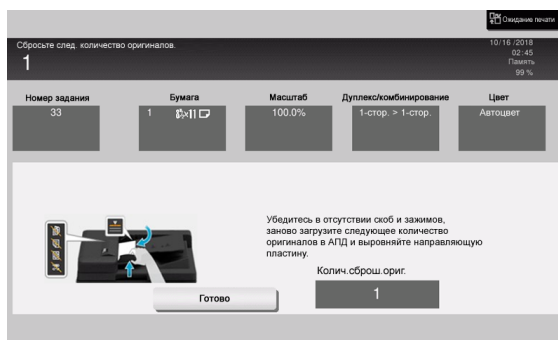 Ожидание печати
Сбросьте след. количество оригиналов.
1
10/16/2018
02:45
Память
99 %
Номер задания
Бумага
Масштаб
Дуплекс/комбинирование
Цвет
33
1
100.0%
1-стор. > 1-стор.
Автоцвет
Убедитесь в отсутствии скоб и зажимов,
заново загрузите следующее количество
оригиналов в АПД и выровняйте направляющую
пластину.
Колич.сброш.ориг.
1
Готово